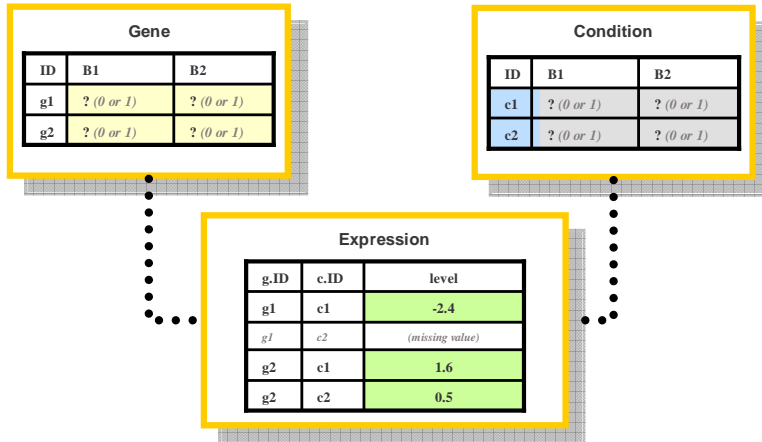 Gene
ID B1 B2
g1 ? (0 or 1) ? (0 or 1)
g2 ? (0 or 1) ? (0 or 1)
Condition
ID B1 B2
c1 ? (0 or 1) ? (0 or 1)
c2 ? (0 or 1) ? (0 or 1)
Expression
g.ID c.ID level
g1 c1 -2.4
g1 c2 (missing value)
g2 c1 1.6
g2 c2 0.5